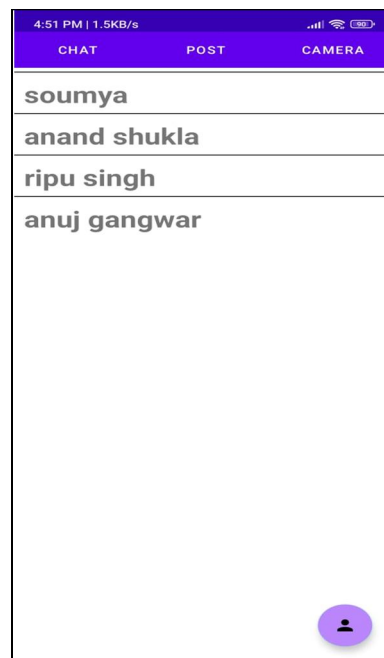 4:51 PM | 1.5KB/s 90
CHAT POST CAMERA
soumya
anand shukla
ripu singh
anuj gangwar